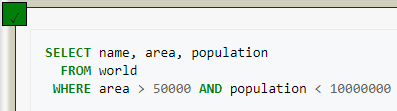 ✓
SELECT name, area, population
FROM world
WHERE area > 50000 AND population < 10000000